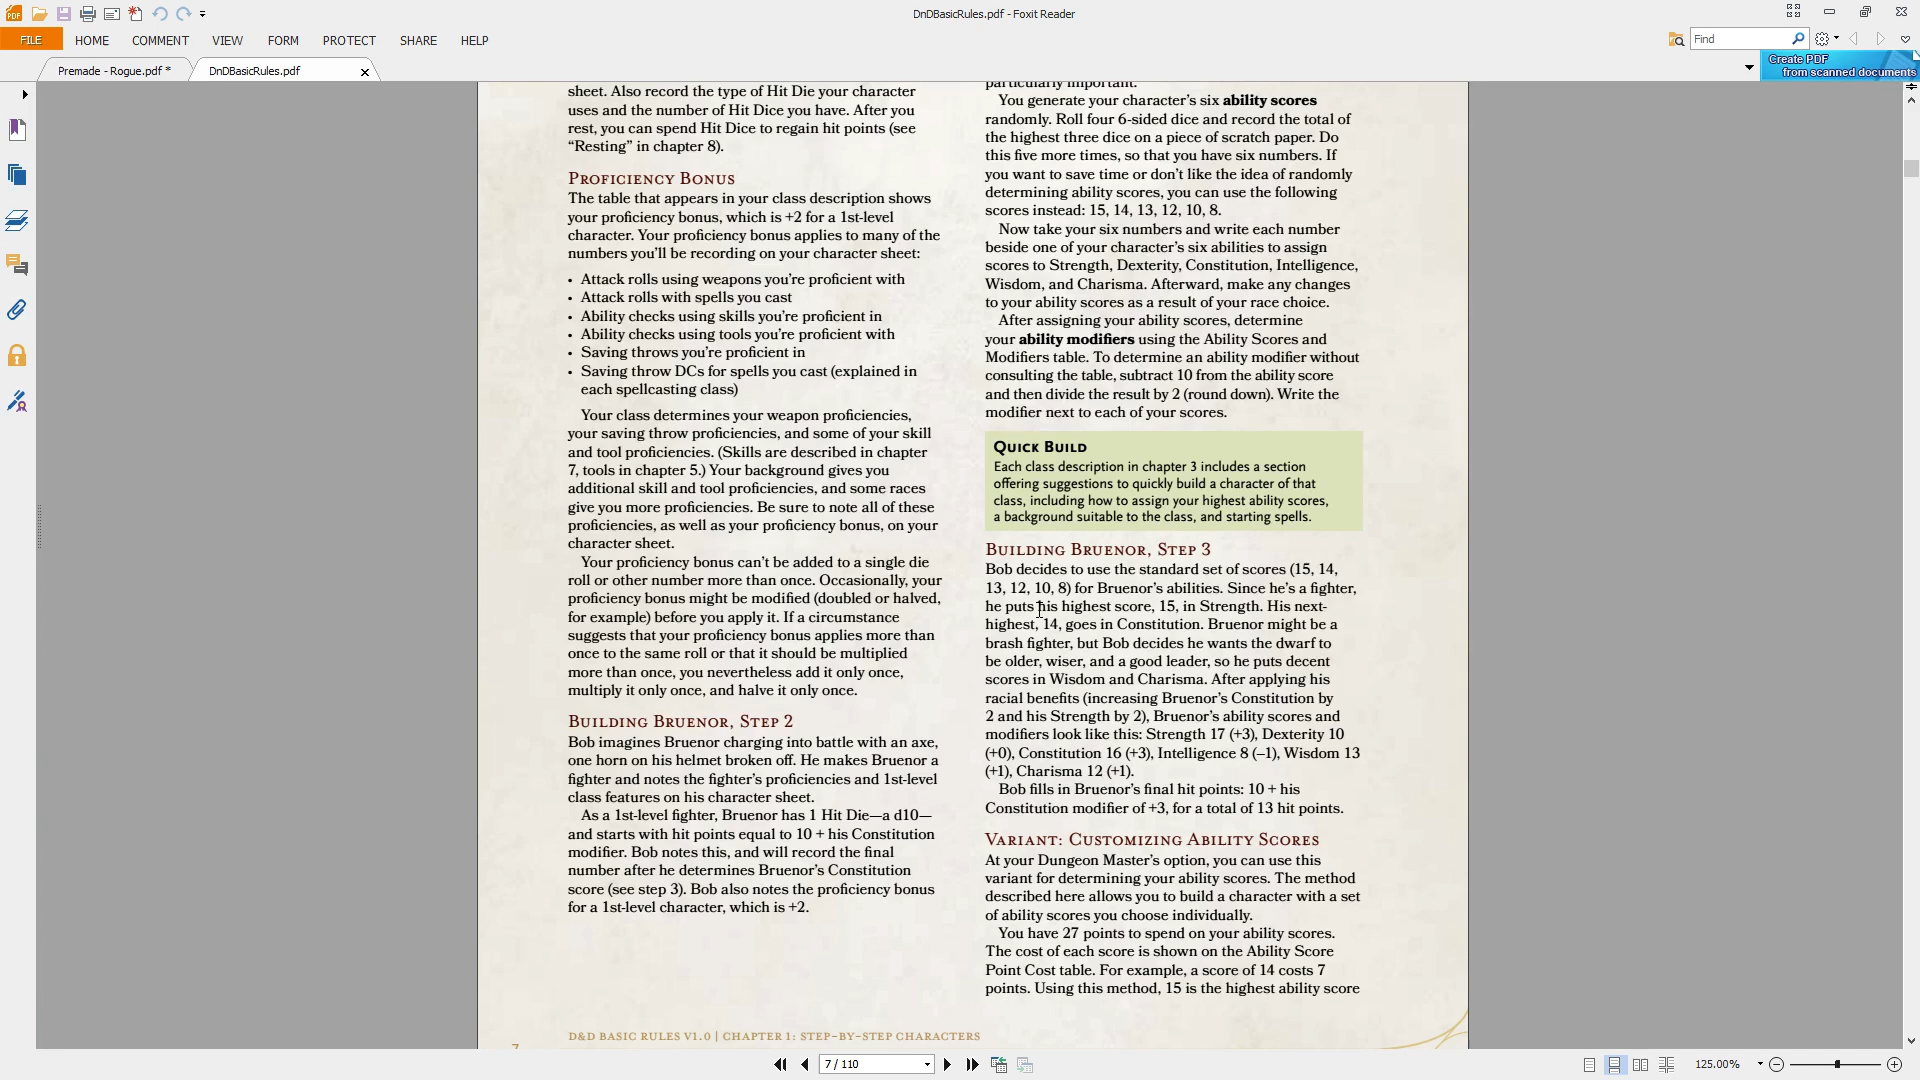 DnDBasicRules.pdf - Foxit Reader
FILE HOME COMMENT VIEW FORM PROTECT SHARE HELP
Find
Premade - Rogue.pdf *
DnDBasicRules.pdf
Create PDF
from scanned documents
sheet. Also record the type of Hit Die your character
uses and the number of Hit Dice you have. After you
rest, you can spend Hit Dice to regain hit points (see
“Resting” in chapter 8).
Proficiency Bonus
The table that appears in your class description shows
your proficiency bonus, which is +2 for a 1st-level
character. Your proficiency bonus applies to many of the
numbers you’ll be recording on your character sheet:
• Attack rolls using weapons you’re proficient with
• Attack rolls with spells you cast
• Ability checks using skills you’re proficient in
• Ability checks using tools you’re proficient with
• Saving throws you’re proficient in
• Saving throw DCs for spells you cast (explained in
each spellcasting class)
Your class determines your weapon proficiencies,
your saving throw proficiencies, and some of your skill
and tool proficiencies. (Skills are described in chapter
7, tools in chapter 5.) Your background gives you
additional skill and tool proficiencies, and some races
give you more proficiencies. Be sure to note all of these
proficiencies, as well as your proficiency bonus, on your
character sheet.
Your proficiency bonus can’t be added to a single die
roll or other number more than once. Occasionally, your
proficiency bonus might be modified (doubled or halved,
for example) before you apply it. If a circumstance
suggests that your proficiency bonus applies more than
once to the same roll or that it should be multiplied
more than once, you nevertheless add it only once,
multiply it only once, and halve it only once.
Building Bruenor, Step 2
Bob imagines Bruenor charging into battle with an axe,
one horn on his helmet broken off. He makes Bruenor a
fighter and notes the fighter’s proficiencies and 1st-level
class features on his character sheet.
As a 1st-level fighter, Bruenor has 1 Hit Die—a d10—
and starts with hit points equal to 10 + his Constitution
modifier. Bob notes this, and will record the final
number after he determines Bruenor’s Constitution
score (see step 3). Bob also notes the proficiency bonus
for a 1st-level character, which is +2.
particularly important.
You generate your character’s six ability scores
randomly. Roll four 6-sided dice and record the total of
the highest three dice on a piece of scratch paper. Do
this five more times, so that you have six numbers. If
you want to save time or don’t like the idea of randomly
determining ability scores, you can use the following
scores instead: 15, 14, 13, 12, 10, 8.
Now take your six numbers and write each number
beside one of your character’s six abilities to assign
scores to Strength, Dexterity, Constitution, Intelligence,
Wisdom, and Charisma. Afterward, make any changes
to your ability scores as a result of your race choice.
After assigning your ability scores, determine
your ability modifiers using the Ability Scores and
Modifiers table. To determine an ability modifier without
consulting the table, subtract 10 from the ability score
and then divide the result by 2 (round down). Write the
modifier next to each of your scores.
Quick Build
Each class description in chapter 3 includes a section
offering suggestions to quickly build a character of that
class, including how to assign your highest ability scores,
a background suitable to the class, and starting spells.
Building Bruenor, Step 3
Bob decides to use the standard set of scores (15, 14,
13, 12, 10, 8) for Bruenor’s abilities. Since he’s a fighter,
he puts his highest score, 15, in Strength. His next-
highest, 14, goes in Constitution. Bruenor might be a
brash fighter, but Bob decides he wants the dwarf to
be older, wiser, and a good leader, so he puts decent
scores in Wisdom and Charisma. After applying his
racial benefits (increasing Bruenor’s Constitution by
2 and his Strength by 2), Bruenor’s ability scores and
modifiers look like this: Strength 17 (+3), Dexterity 10
(+0), Constitution 16 (+3), Intelligence 8 (–1), Wisdom 13
(+1), Charisma 12 (+1).
Bob fills in Bruenor’s final hit points: 10 + his
Constitution modifier of +3, for a total of 13 hit points.
Variant: Customizing Ability Scores
At your Dungeon Master’s option, you can use this
variant for determining your ability scores. The method
described here allows you to build a character with a set
of ability scores you choose individually.
You have 27 points to spend on your ability scores.
The cost of each score is shown on the Ability Score
Point Cost table. For example, a score of 14 costs 7
points. Using this method, 15 is the highest ability score
D&D Basic Rules v1.0 | Chapter 1: Step-by-Step Characters
7
7 / 110
125.00%